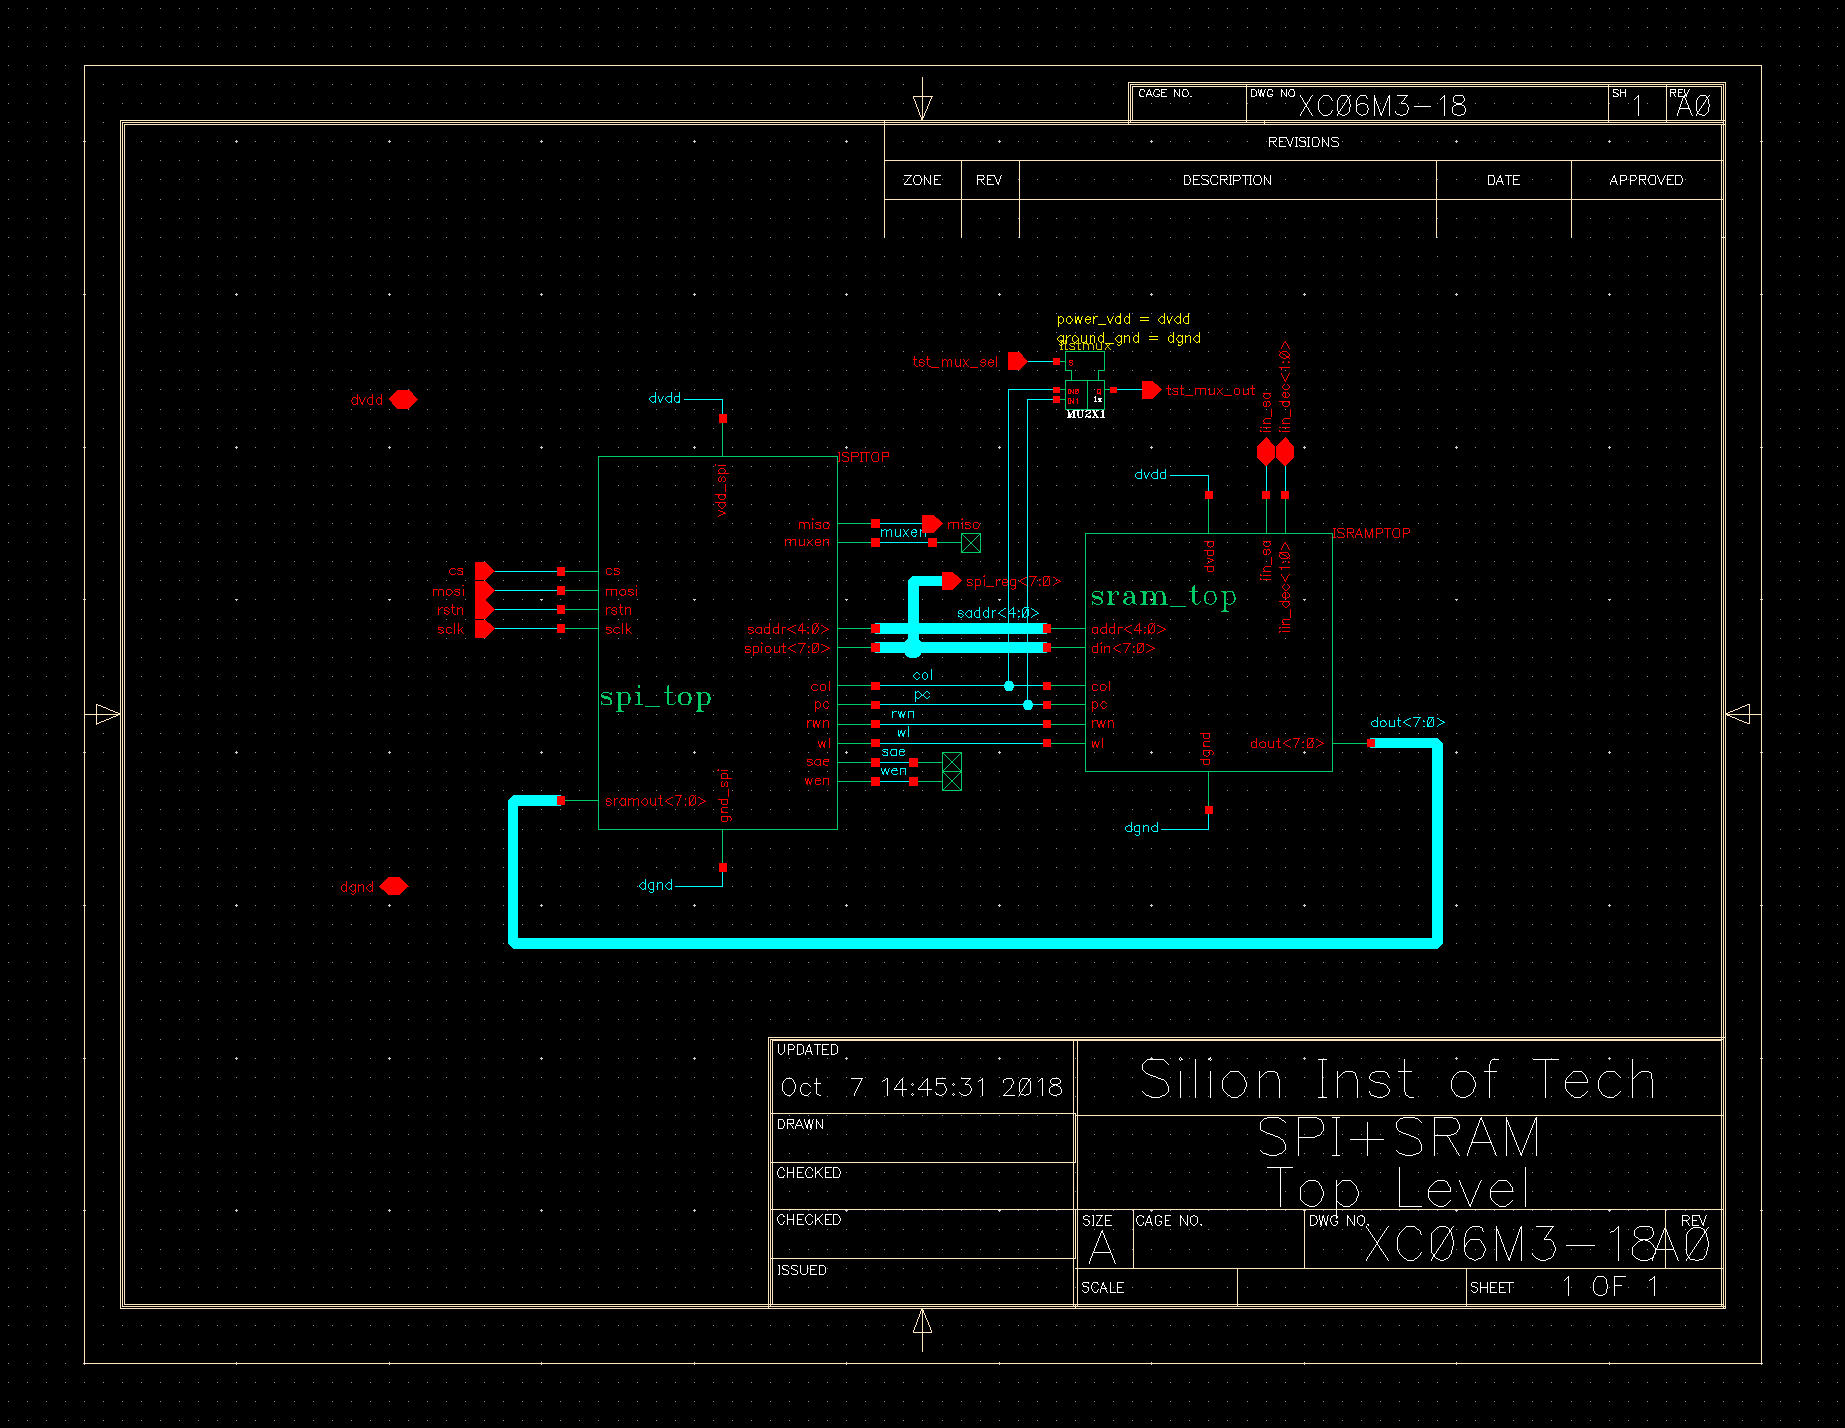 CAGE NO.
DWG NO
XC06M3-18
SH
1
REV
A0
REVISIONS
ZONE
REV
DESCRIPTION
DATE
APPROVED
power_vdd = dvdd
ground_gnd = dgnd
tst_mux_sel
S
IN0
IN1
Q
1x
MU2X1
tst_mux_out
iin_sa
iin_dec<1:0>
dvdd
dvdd
vdd_spi
ISPITOP
miso
miso
muxen
muxen
cs
cs
mosi
mosi
rstn
rstn
sclk
sclk
spi_reg<7:0>
saddr<4:0>
saddr<4:0>
spiout<7:0>
spi_top
col
col
pc
pc
rwn
wl
wl
sae
sae
wen
wen
sramout<7:0>
gnd_spi
dgnd
dgnd
dvdd
dvdd
iin_sa
iin_dec<1:0>
ISRAMPTOP
sram_top
addr<4:0>
din<7:0>
col
pc
rwn
wl
dout<7:0>
dout<7:0>
dgnd
dgnd
UPDATED
Oct 7 14:45:31 2018
DRAWN
CHECKED
CHECKED
ISSUED
Silion Inst of Tech
SPI+SRAM
Top Level
SIZE
A
CAGE NO.
DWG NO.
XC06M3-18
REV
A0
SCALE
SHEET
1 OF 1